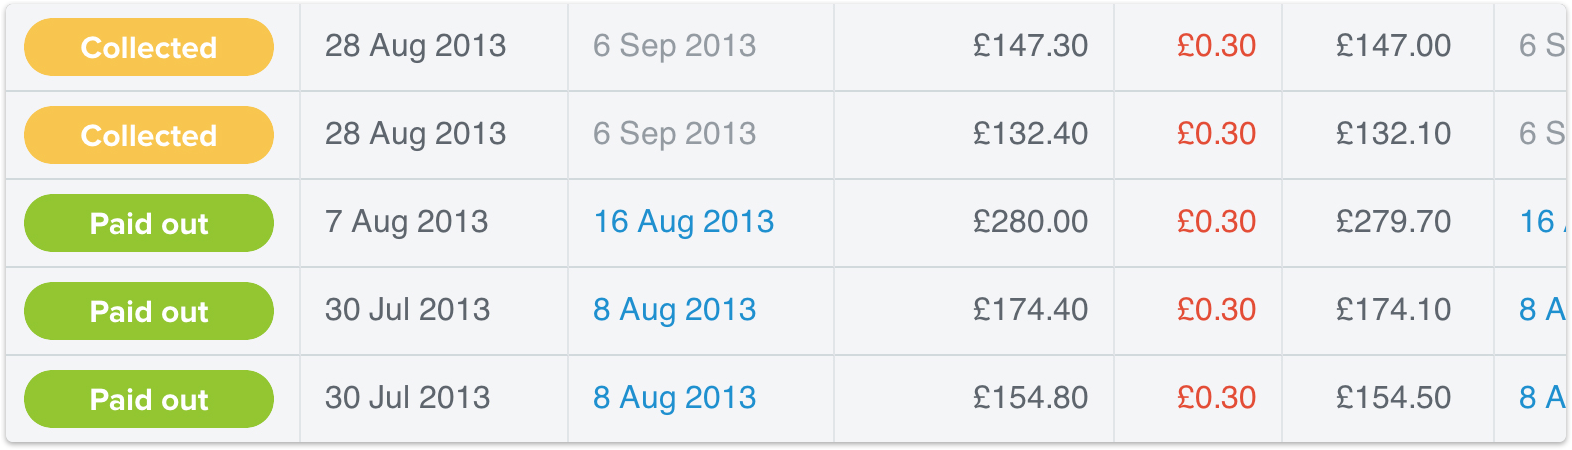 Collected 28 Aug 2013 6 Sep 2013 £147.30 £0.30 £147.00 6 S
Collected 28 Aug 2013 6 Sep 2013 £132.40 £0.30 £132.10 6 S
Paid out 7 Aug 2013 16 Aug 2013 £280.00 £0.30 £279.70 16
Paid out 30 Jul 2013 8 Aug 2013 £174.40 £0.30 £174.10 8 A
Paid out 30 Jul 2013 8 Aug 2013 £154.80 £0.30 £154.50 8 A